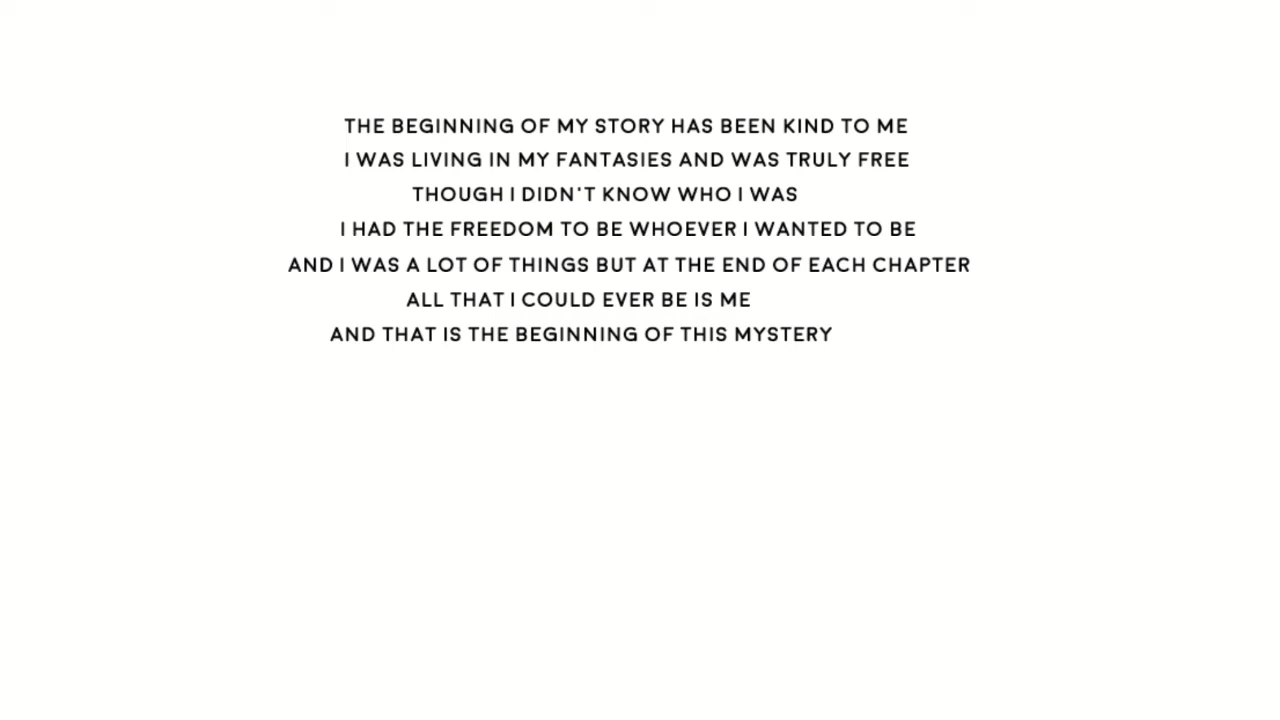 THE BEGINNING OF MY STORY HAS BEEN KIND TO ME
I WAS LIVING IN MY FANTASIES AND WAS TRULY FREE
THOUGH I DIDN'T KNOW WHO I WAS
I HAD THE FREEDOM TO BE WHOEVER I WANTED TO BE
AND I WAS A LOT OF THINGS BUT AT THE END OF EACH CHAPTER
ALL THAT I COULD EVER BE IS ME
AND THAT IS THE BEGINNING OF THIS MYSTERY